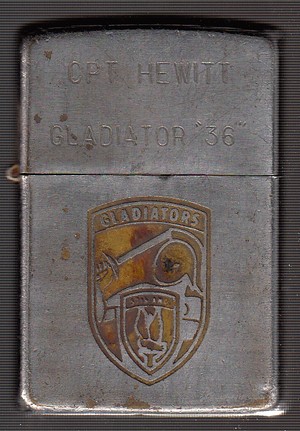 CPT HEWITT
GLADIATOR "36"
GLADIATORS